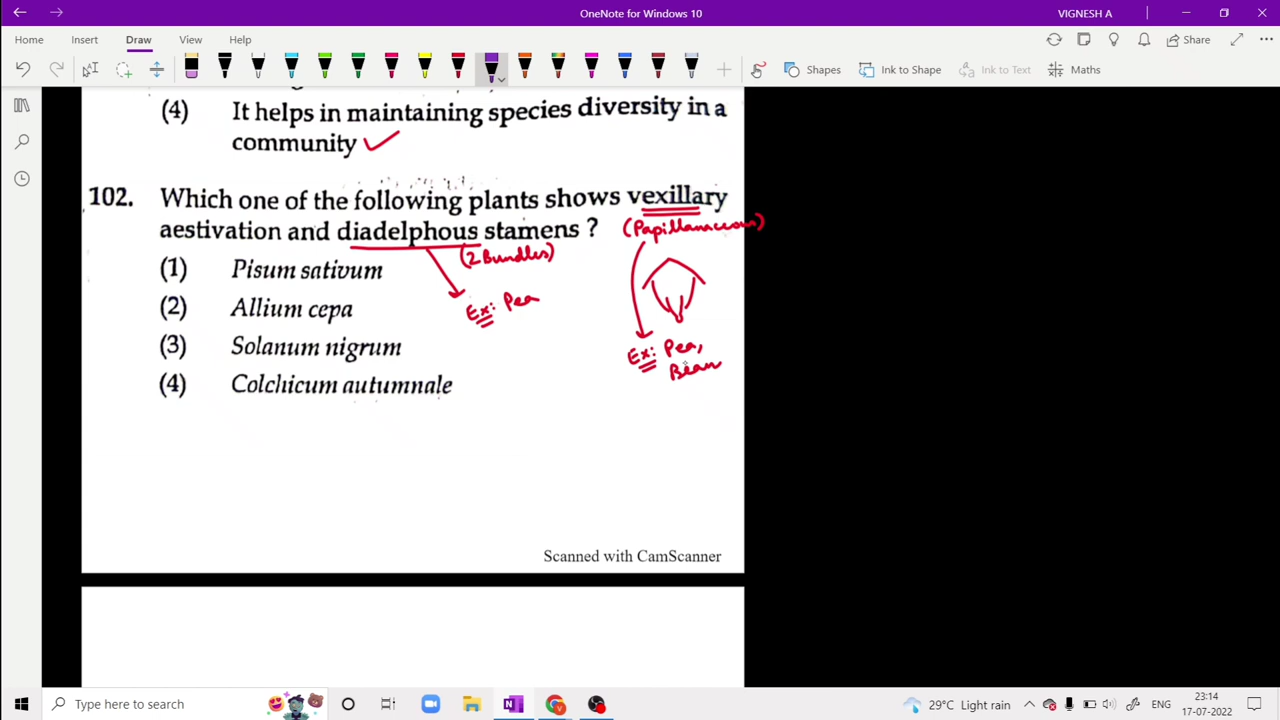 OneNote for Windows 10
VIGNESH A
Home Insert Draw View Help
Share
Shapes
Ink to Shape
Ink to Text
Maths
(4) It helps in maintaining species diversity in a
community
102. Which one of the following plants shows vexillary
aestivation and diadelphous stamens ?
(Papillanaceous)
(2 Bundles)
(1) Pisum sativum
Ex: Pea
(2) Allium cepa
(3) Solanum nigrum
Ex: Pea,
Bean
(4) Colchicum autumnale
Scanned with CamScanner
Type here to search
29°C Light rain
ENG
23:14
17-07-2022